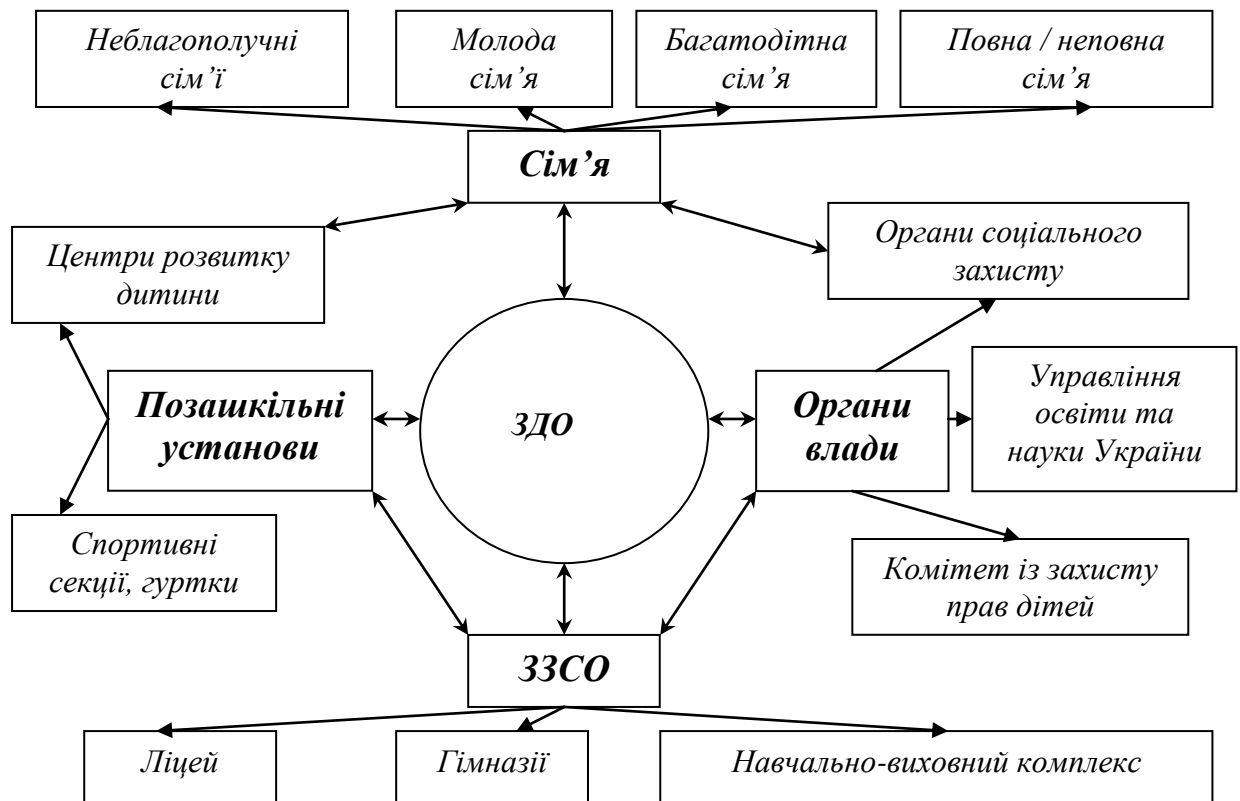 Неблагополучні
сім’ї
Молода
сім’я
Багатодітна
сім’я
Повна / неповна
сім’я
Сім’я
Центри розвитку
дитини
Органи соціального
захисту
Позашкільні
установи
ЗДО
Органи
влади
Управління
освіти та
науки України
Спортивні
секції, гуртки
Комітет із захисту
прав дітей
ЗЗСО
Ліцей
Гімназії
Навчально-виховний комплекс